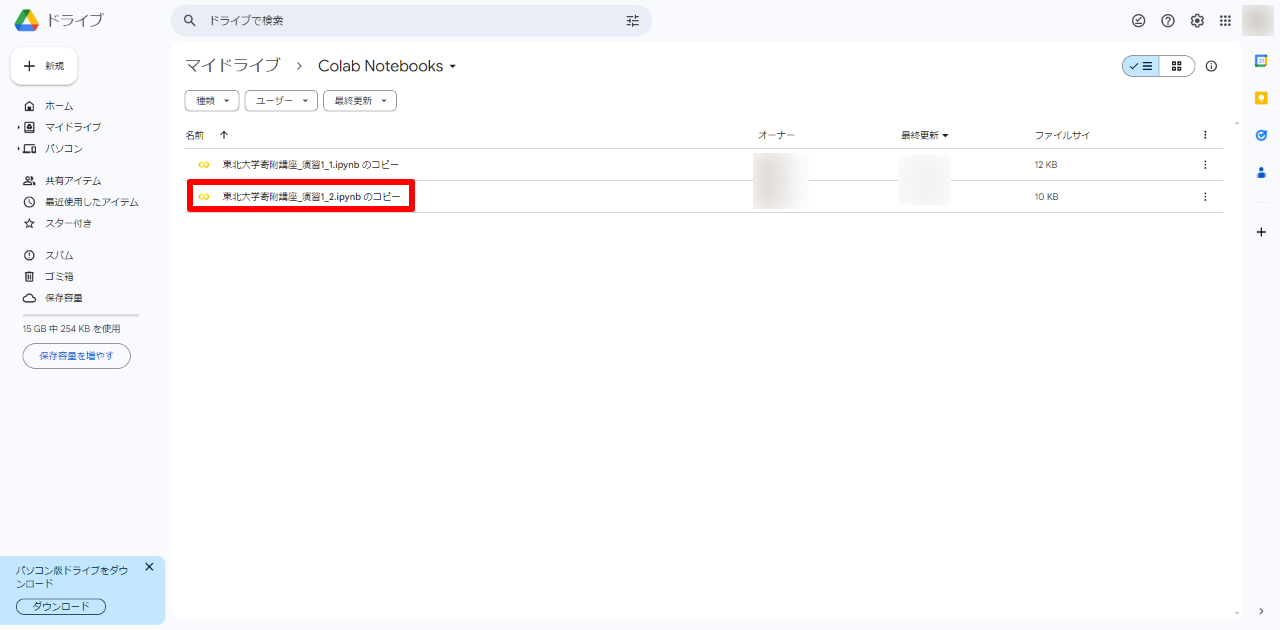 ドライブ
ドライブで検索
新規
ホーム
マイドライブ
パソコン
共有アイテム
最近使用したアイテム
スター付き
スパム
ゴミ箱
保存容量
15 GB 中 254 KB を使用
保存容量を増やす
パソコン版ドライブをダウ
ンロード
ダウンロード
マイドライブ Colab Notebooks
種類 ユーザー 最終更新
名前 オーナー 最終更新 ファイルサイ
東北大学寄附講座_演習1_1.ipynb のコピー 12 KB
東北大学寄附講座_演習1_2.ipynb のコピー 10 KB